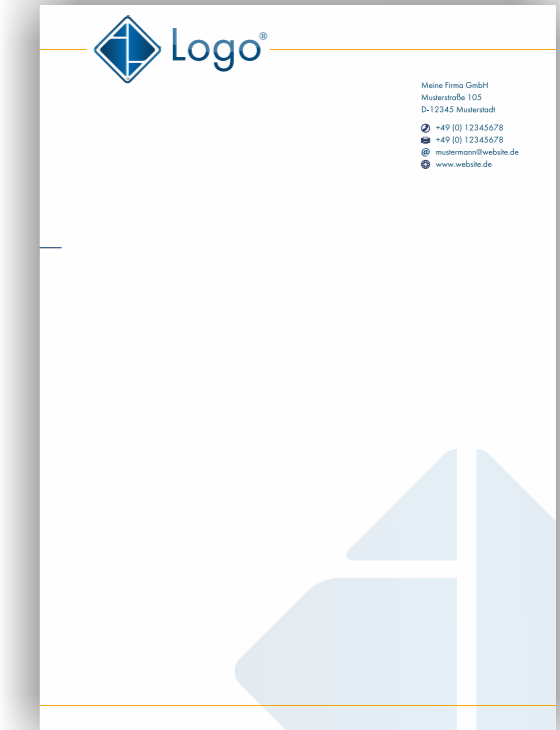 Logo®
Meine Firma GmbH
Musterstraße 105
D-12345 Musterstadt
+49 (0) 12345678
+49 (0) 12345678
@ mustermann@website.de
www.website.de